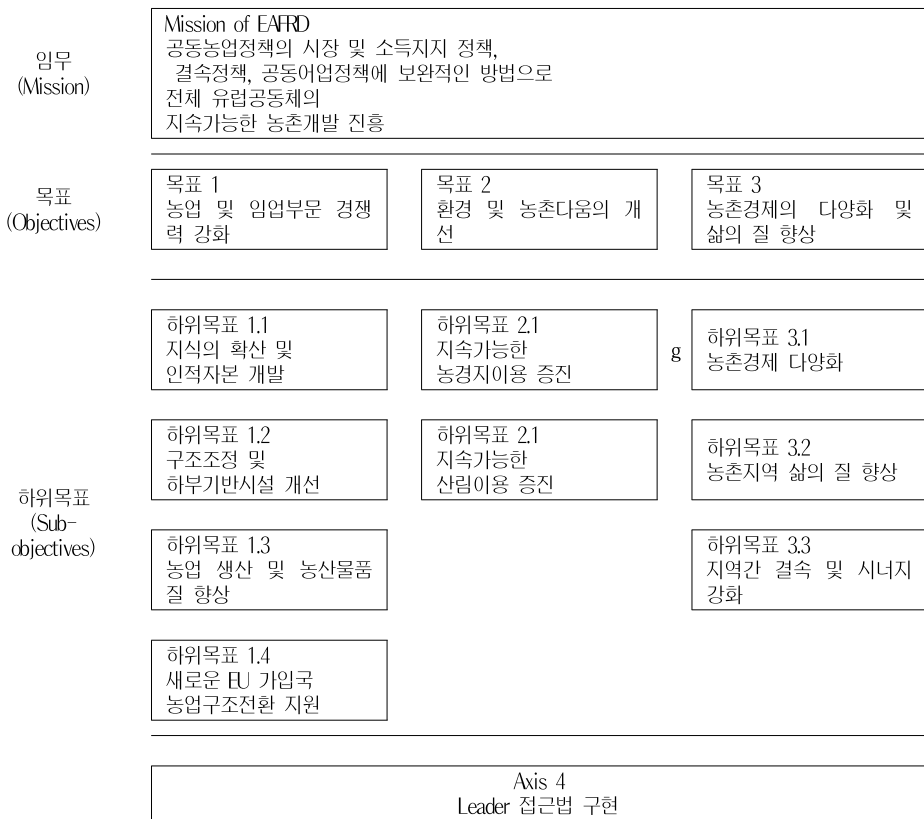 임무
(Mission)
Mission of EAFRD
공동농업정책의 시장 및 소득지지 정책,
결속정책, 공동어업정책에 보완적인 방법으로
전체 유럽공동체의
지속가능한 농촌개발 진흥
목표
(Objectives)
목표 1
농업 및 임업부문 경쟁
력 강화
목표 2
환경 및 농촌다움의 개
선
목표 3
농촌경제의 다양화 및
삶의 질 향상
하위목표
(Sub-
objectives)
하위목표 1.1
지식의 확산 및
인적자본 개발
하위목표 2.1
지속가능한
농경지이용 증진
g
하위목표 3.1
농촌경제 다양화
하위목표 1.2
구조조정 및
하부기반시설 개선
하위목표 2.1
지속가능한
산림이용 증진
하위목표 3.2
농촌지역 삶의 질 향상
하위목표 1.3
농업 생산 및 농산물품
질 향상
하위목표 3.3
지역간 결속 및 시너지
강화
하위목표 1.4
새로운 EU 가입국
농업구조전환 지원
Axis 4
Leader 접근법 구현